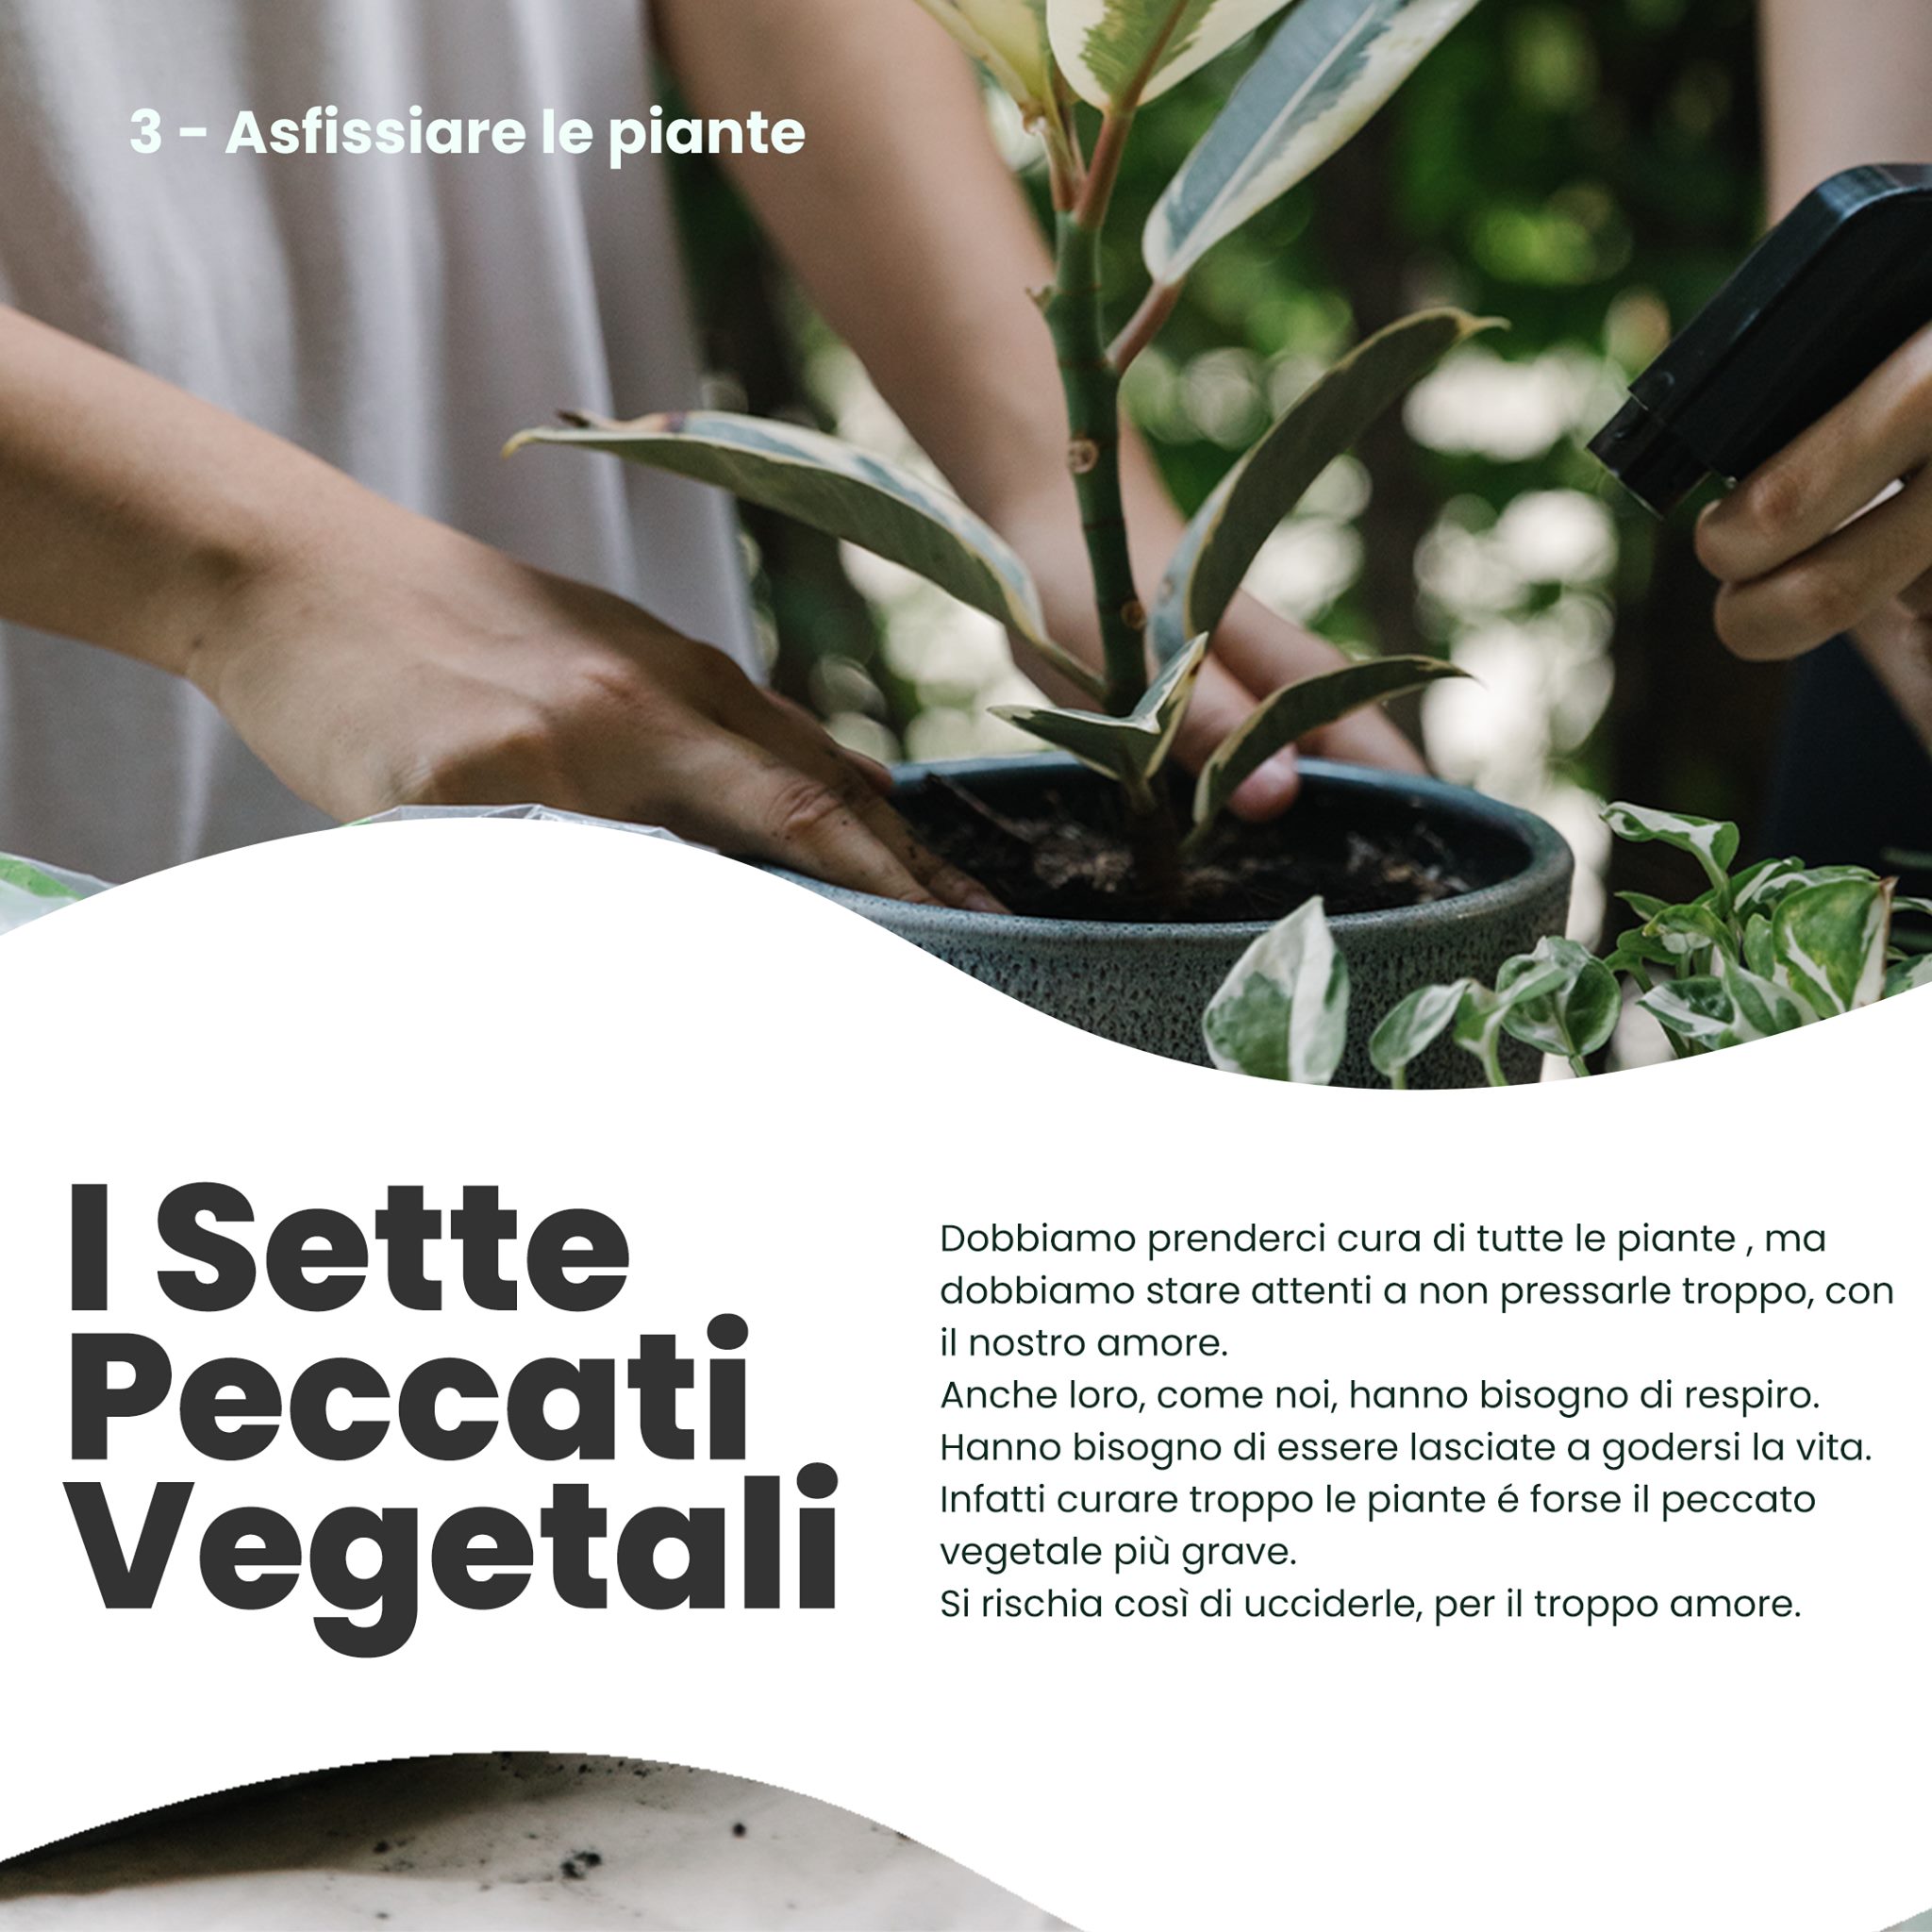 3 - Asfissiare le piante
I Sette
Peccati
Vegetali
Dobbiamo prenderci cura di tutte le piante , ma
dobbiamo stare attenti a non pressarle troppo, con
il nostro amore.
Anche loro, come noi, hanno bisogno di respiro.
Hanno bisogno di essere lasciate a godersi la vita.
Infatti curare troppo le piante é forse il peccato
vegetale più grave.
Si rischia così di ucciderle, per il troppo amore.